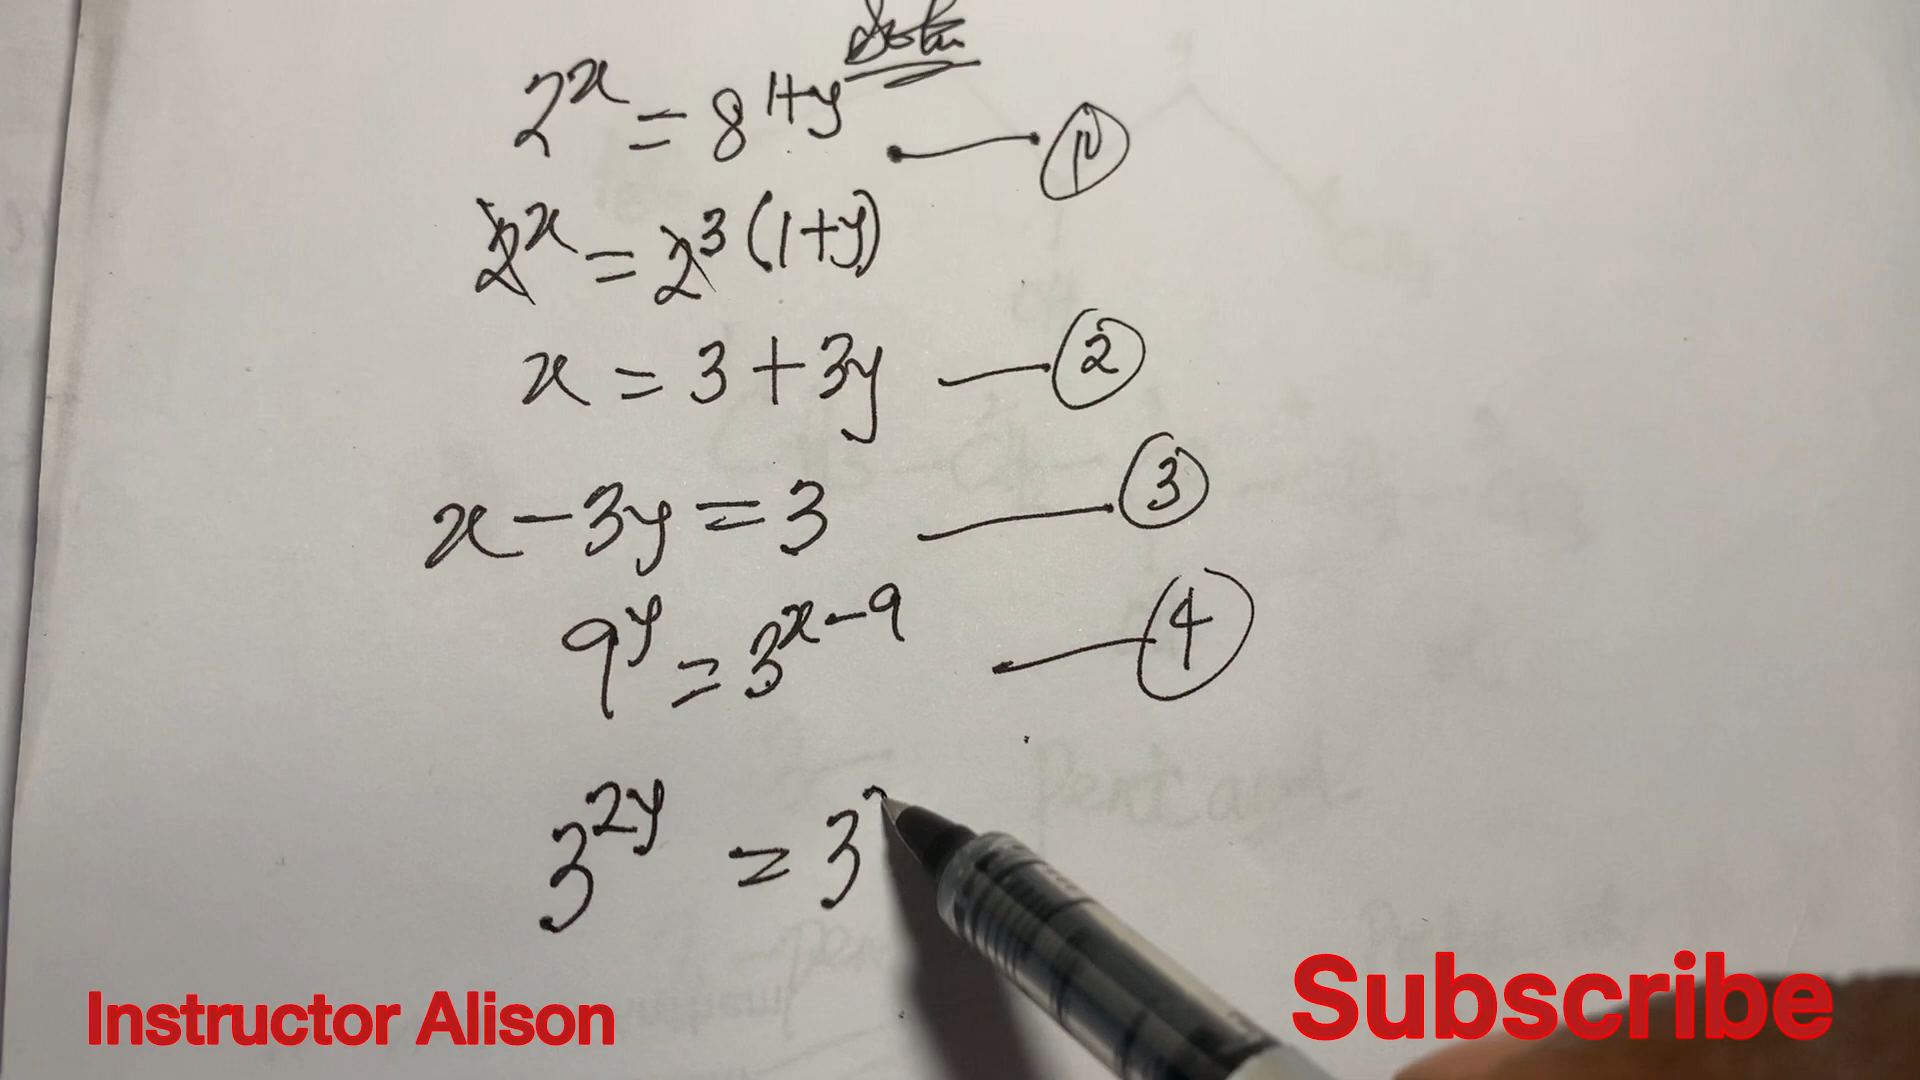 Soln
2^x = 8^1+y — ①
2^x = 2^3(1+y)
x = 3 + 3y — ②
x - 3y = 3 — ③
9^y = 3^x-9 — ④
3^2y = 3
Instructor Alison
Subscribe